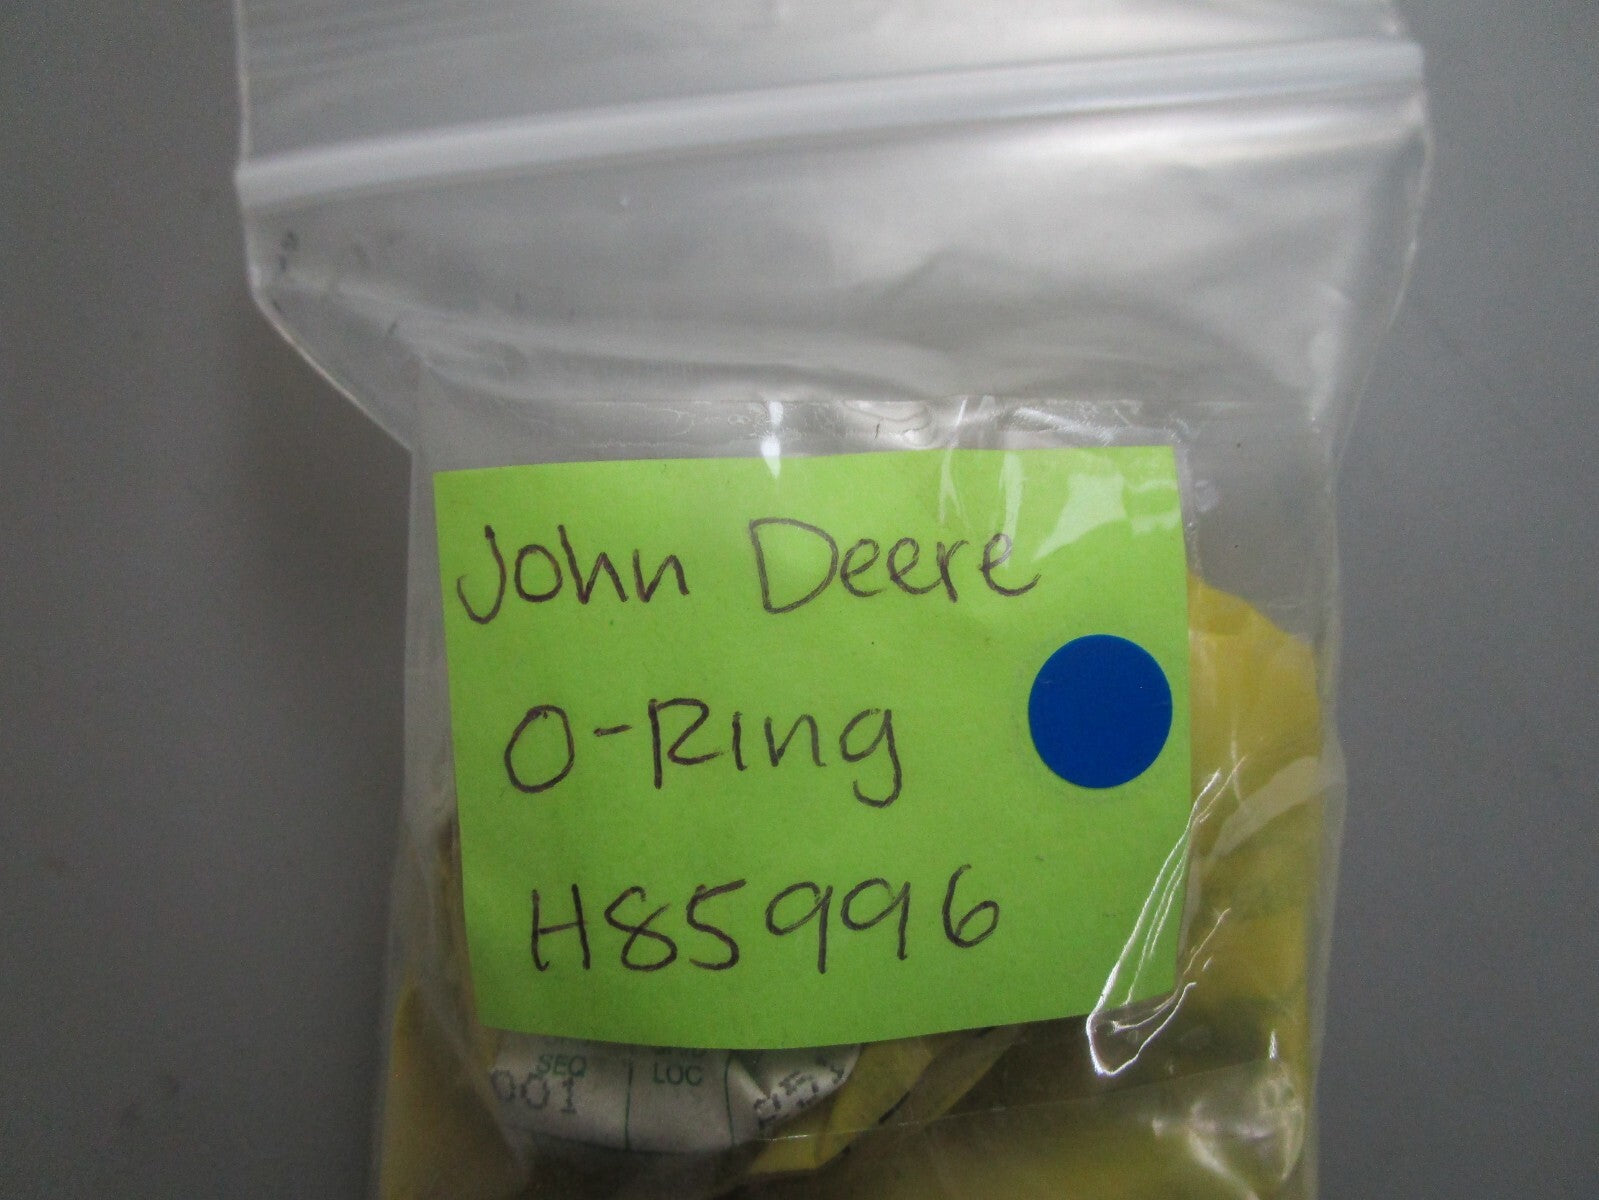 John Deere
O-Ring
H85996
SEQ
LOC
001